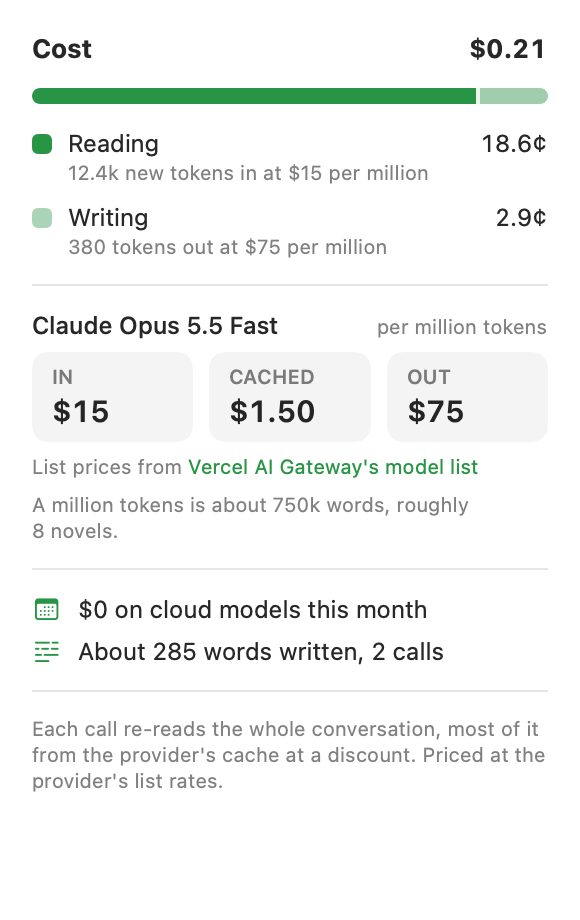 Cost $0.21
Reading 18.6¢
12.4k new tokens in at $15 per million
Writing 2.9¢
380 tokens out at $75 per million
Claude Opus 5.5 Fast per million tokens
IN CACHED OUT
$15 $1.50 $75
List prices from Vercel AI Gateway's model list
A million tokens is about 750k words, roughly
8 novels.
$0 on cloud models this month
About 285 words written, 2 calls
Each call re-reads the whole conversation, most of it
from the provider's cache at a discount. Priced at the
provider's list rates.